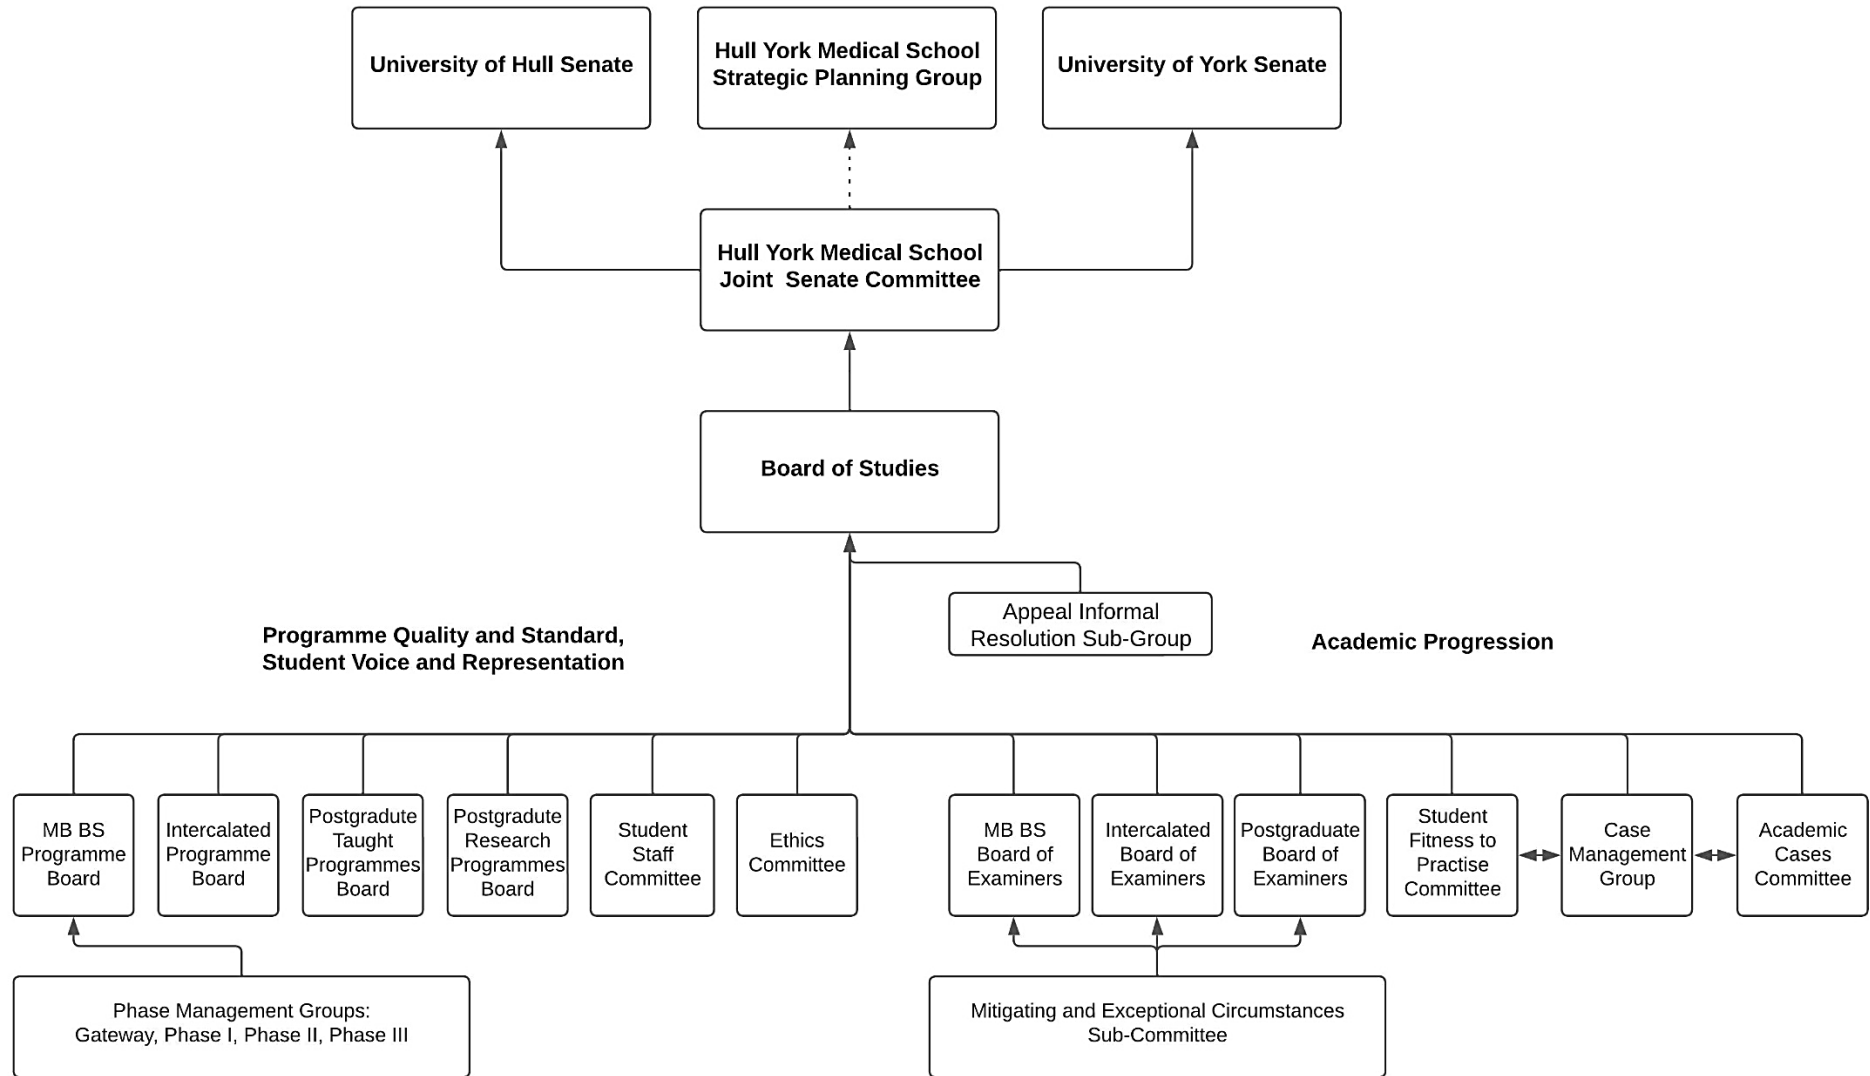 University of Hull Senate
Hull York Medical School
Strategic Planning Group
University of York Senate
Hull York Medical School
Joint  Senate Committee
Board of Studies
Appeal Informal
Resolution Sub-Group
Programme Quality and Standard,
Student Voice and Representation
Academic Progression
MB BS
Programme
Board
Intercalated
Programme
Board
Postgradute
Taught
Programmes
Board
Postgradute
Research
Programmes
Board
Student
Staff
Committee
Ethics
Committee
MB BS
Board of
Examiners
Intercalated
Board of
Examiners
Postgraduate
Board of
Examiners
Student
Fitness to
Practise
Committee
Case
Management
Group
Academic
Cases
Committee
Phase Management Groups:
Gateway, Phase I, Phase II, Phase III
Mitigating and Exceptional Circumstances
Sub-Committee